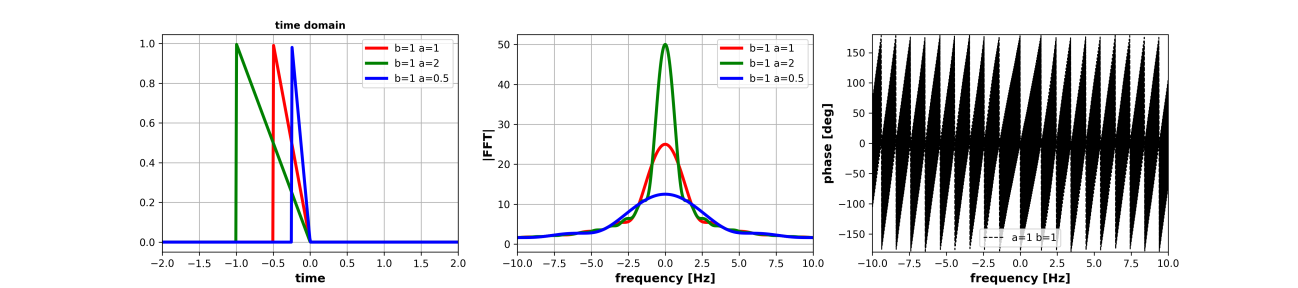 time domain
1.0
0.8
0.6
0.4
0.2
0.0
−2.0 −1.5 −1.0 −0.5 0.0 0.5 1.0 1.5 2.0
time
b=1 a=1
b=1 a=2
b=1 a=0.5
|FFT|
50
40
30
20
10
0
−10.0 −7.5 −5.0 −2.5 0.0 2.5 5.0 7.5 10.0
frequency [Hz]
b=1 a=1
b=1 a=2
b=1 a=0.5
phase [deg]
150
100
50
0
−50
−100
−150
a=1 b=1
−10.0 −7.5 −5.0 −2.5 0.0 2.5 5.0 7.5 10.0
frequency [Hz]